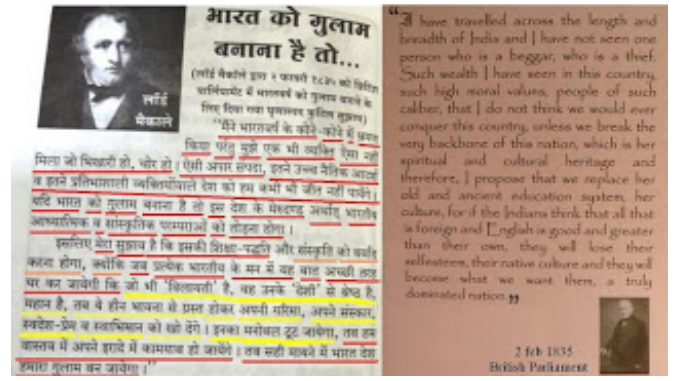 भारत को गुलाम
बनाना है तो...
(लॉर्ड मैकॉले द्वारा २ फरवरी १८३५ को ब्रिटिश
पार्लियामेंट में भारतवर्ष को गुलाम बनाने के
लिए दिया गया घृणास्पद कुटिल सुझाव)
लॉर्ड
मैकॉले
"मैंने भारतवर्ष के कोने-कोने में भ्रमण
किया परंतु मुझे एक भी व्यक्ति ऐसा नहीं
मिला जो भिखारी हो, चोर हो। ऐसी अपार संपदा, इतने उच्च नैतिक आदर्श
व इतने प्रतिभाशाली व्यक्तियोंवाले देश को हम कभी भी जीत नहीं पायेंगे।
यदि भारत को गुलाम बनाना है तो इस देश के मेरुदण्ड अर्थात् भारतीय
आध्यात्मिक व सांस्कृतिक परम्पराओं को तोड़ना होगा।
इसलिए मेरा सुझाव है कि इसकी शिक्षा-पद्धति और संस्कृति को बर्बाद
करना होगा, क्योंकि जब प्रत्येक भारतीय के मन में यह बात अच्छी तरह
घर कर जायेगी कि जो भी 'विलायती' है, वह उनके 'देशी' से श्रेष्ठ है,
महान है, तब वे हीन भावना से ग्रस्त होकर अपनी गरिमा, अपने संस्कार,
स्वदेश-प्रेम व स्वाभिमान को खो देंगे। इनका मनोबल टूट जायेगा, तब हम
वास्तव में अपने इरादे में कामयाब हो जायेंगे। तब सही मायने में भारत देश
हमारा गुलाम बन जायेगा।"
"I have travelled across the length and
breadth of India and I have not seen one
person who is a beggar, who is a thief.
Such wealth I have seen in this country,
such high moral values, people of such
caliber, that I do not think we would ever
conquer this country, unless we break the
very backbone of this nation, which is her
spiritual and cultural heritage and
therefore, I propose that we replace her
old and ancient education system, her
culture, for if the Indians think that all that
is foreign and English is good and greater
than their own, they will lose their
selfesteem, their native culture and they will
become what we want them, a truly
dominated nation."
2 feb 1835
British Parliament